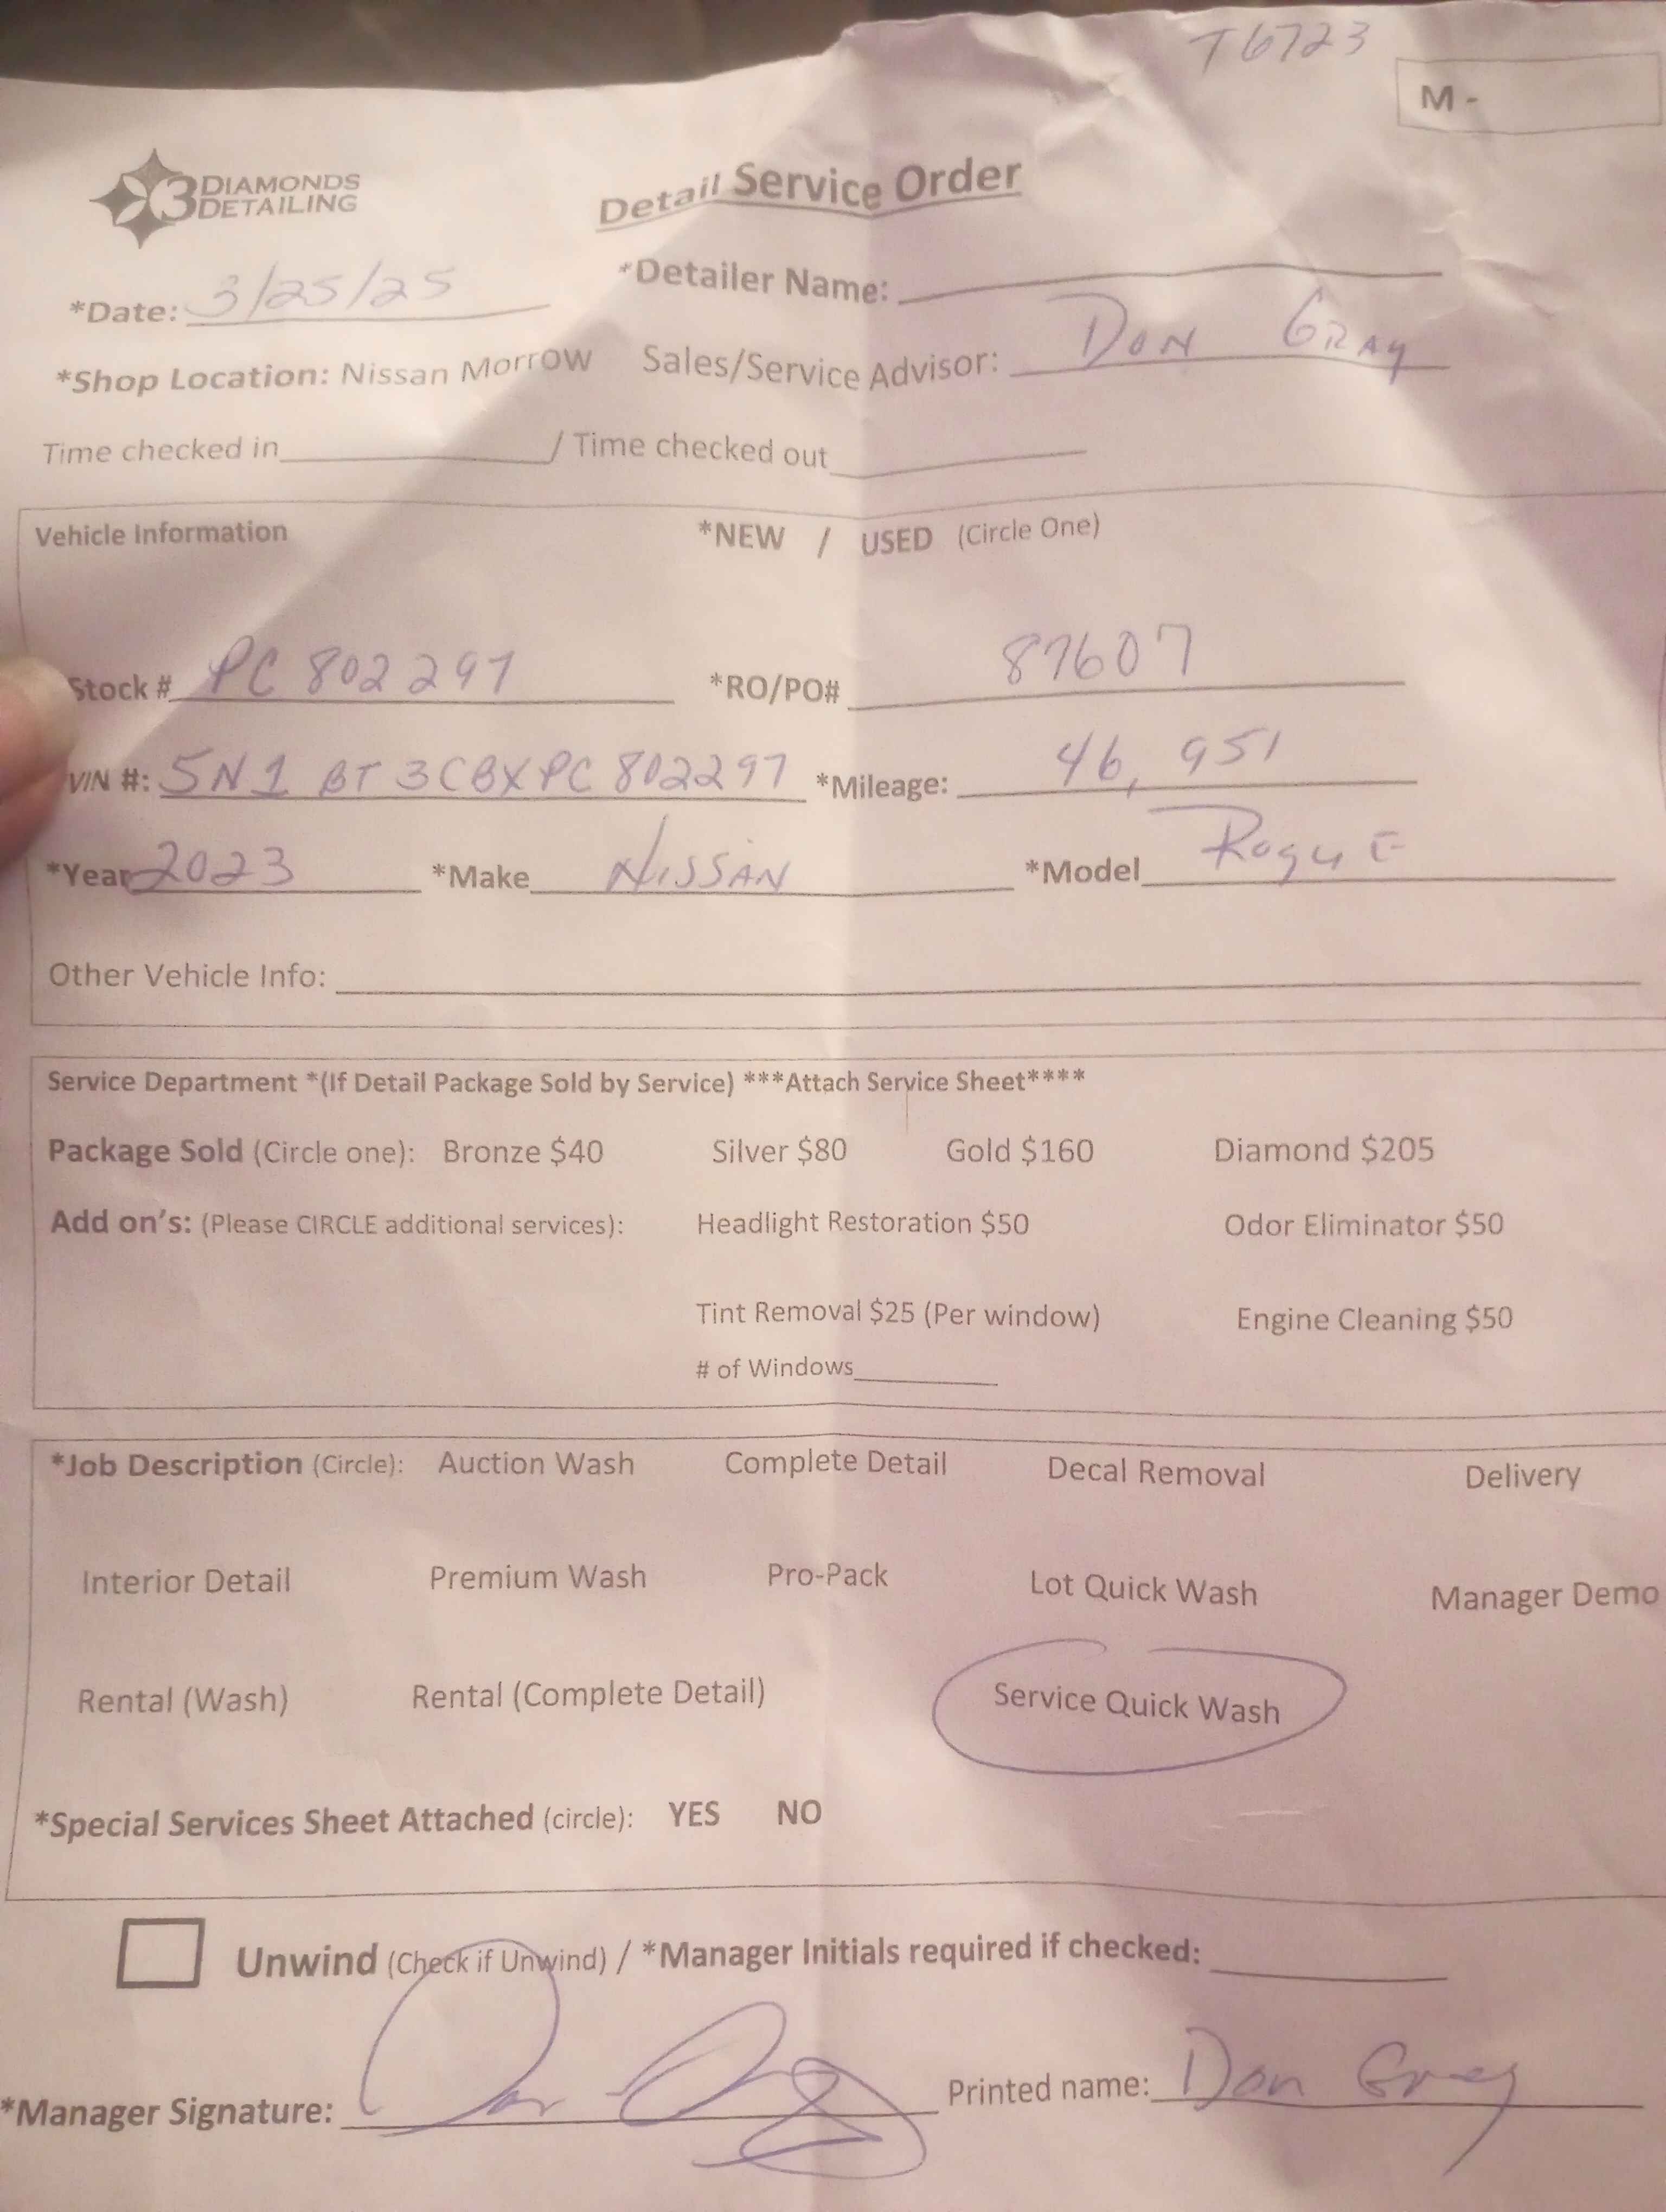 T6723
M -
3 DIAMONDS DETAILING
Detail Service Order
*Date: 3/25/25 *Detailer Name:
*Shop Location: Nissan Morrow Sales/Service Advisor: DON GRAY
Time checked in / Time checked out
Vehicle Information *NEW / USED (Circle One)
Stock # PC 802297 *RO/PO# 87607
VIN #: 5N1 BT 3CBXPC 802297 *Mileage: 46,951
*Year 2023 *Make NISSAN *Model RoguE
Other Vehicle Info:
Service Department *(If Detail Package Sold by Service) ***Attach Service Sheet****
Package Sold (Circle one): Bronze $40 Silver $80 Gold $160 Diamond $205
Add on's: (Please CIRCLE additional services): Headlight Restoration $50 Odor Eliminator $50
Tint Removal $25 (Per window) Engine Cleaning $50
# of Windows
*Job Description (Circle): Auction Wash Complete Detail Decal Removal Delivery
Interior Detail Premium Wash Pro-Pack Lot Quick Wash Manager Demo
Rental (Wash) Rental (Complete Detail) Service Quick Wash
*Special Services Sheet Attached (circle): YES NO
Unwind (Check if Unwind) / *Manager Initials required if checked:
*Manager Signature: Printed name: Don Gray